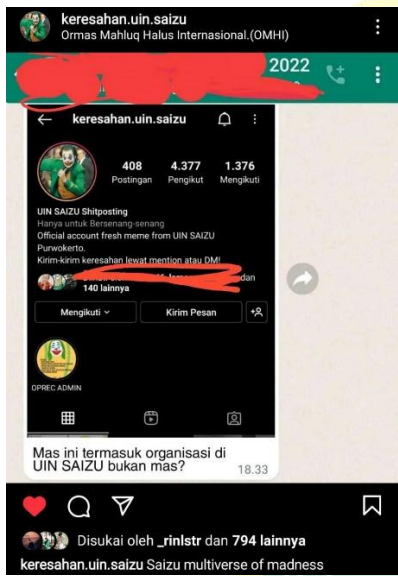 keresahan.uin.saizu
Ormas Mahluq Halus Internasional.(OMHI)
2022
keresahan.uin.saizu
408
4.377
1.376
Postingan
Pengikut
Mengikuti
UIN SAIZU Shitposting
Hanya untuk Bersenang-senang
Official account fresh meme from UIN SAIZU
Purwokerto.
Kirim-kirim keresahan lewat mention atau DM!
dan
140 lainnya
Mengikuti
Kirim Pesan
OPREC ADMIN
Mas ini termasuk organisasi di
UIN SAIZU bukan mas?
18.33
Disukai oleh _rinlstr dan 794 lainnya
keresahan.uin.saizu Saizu multiverse of madness